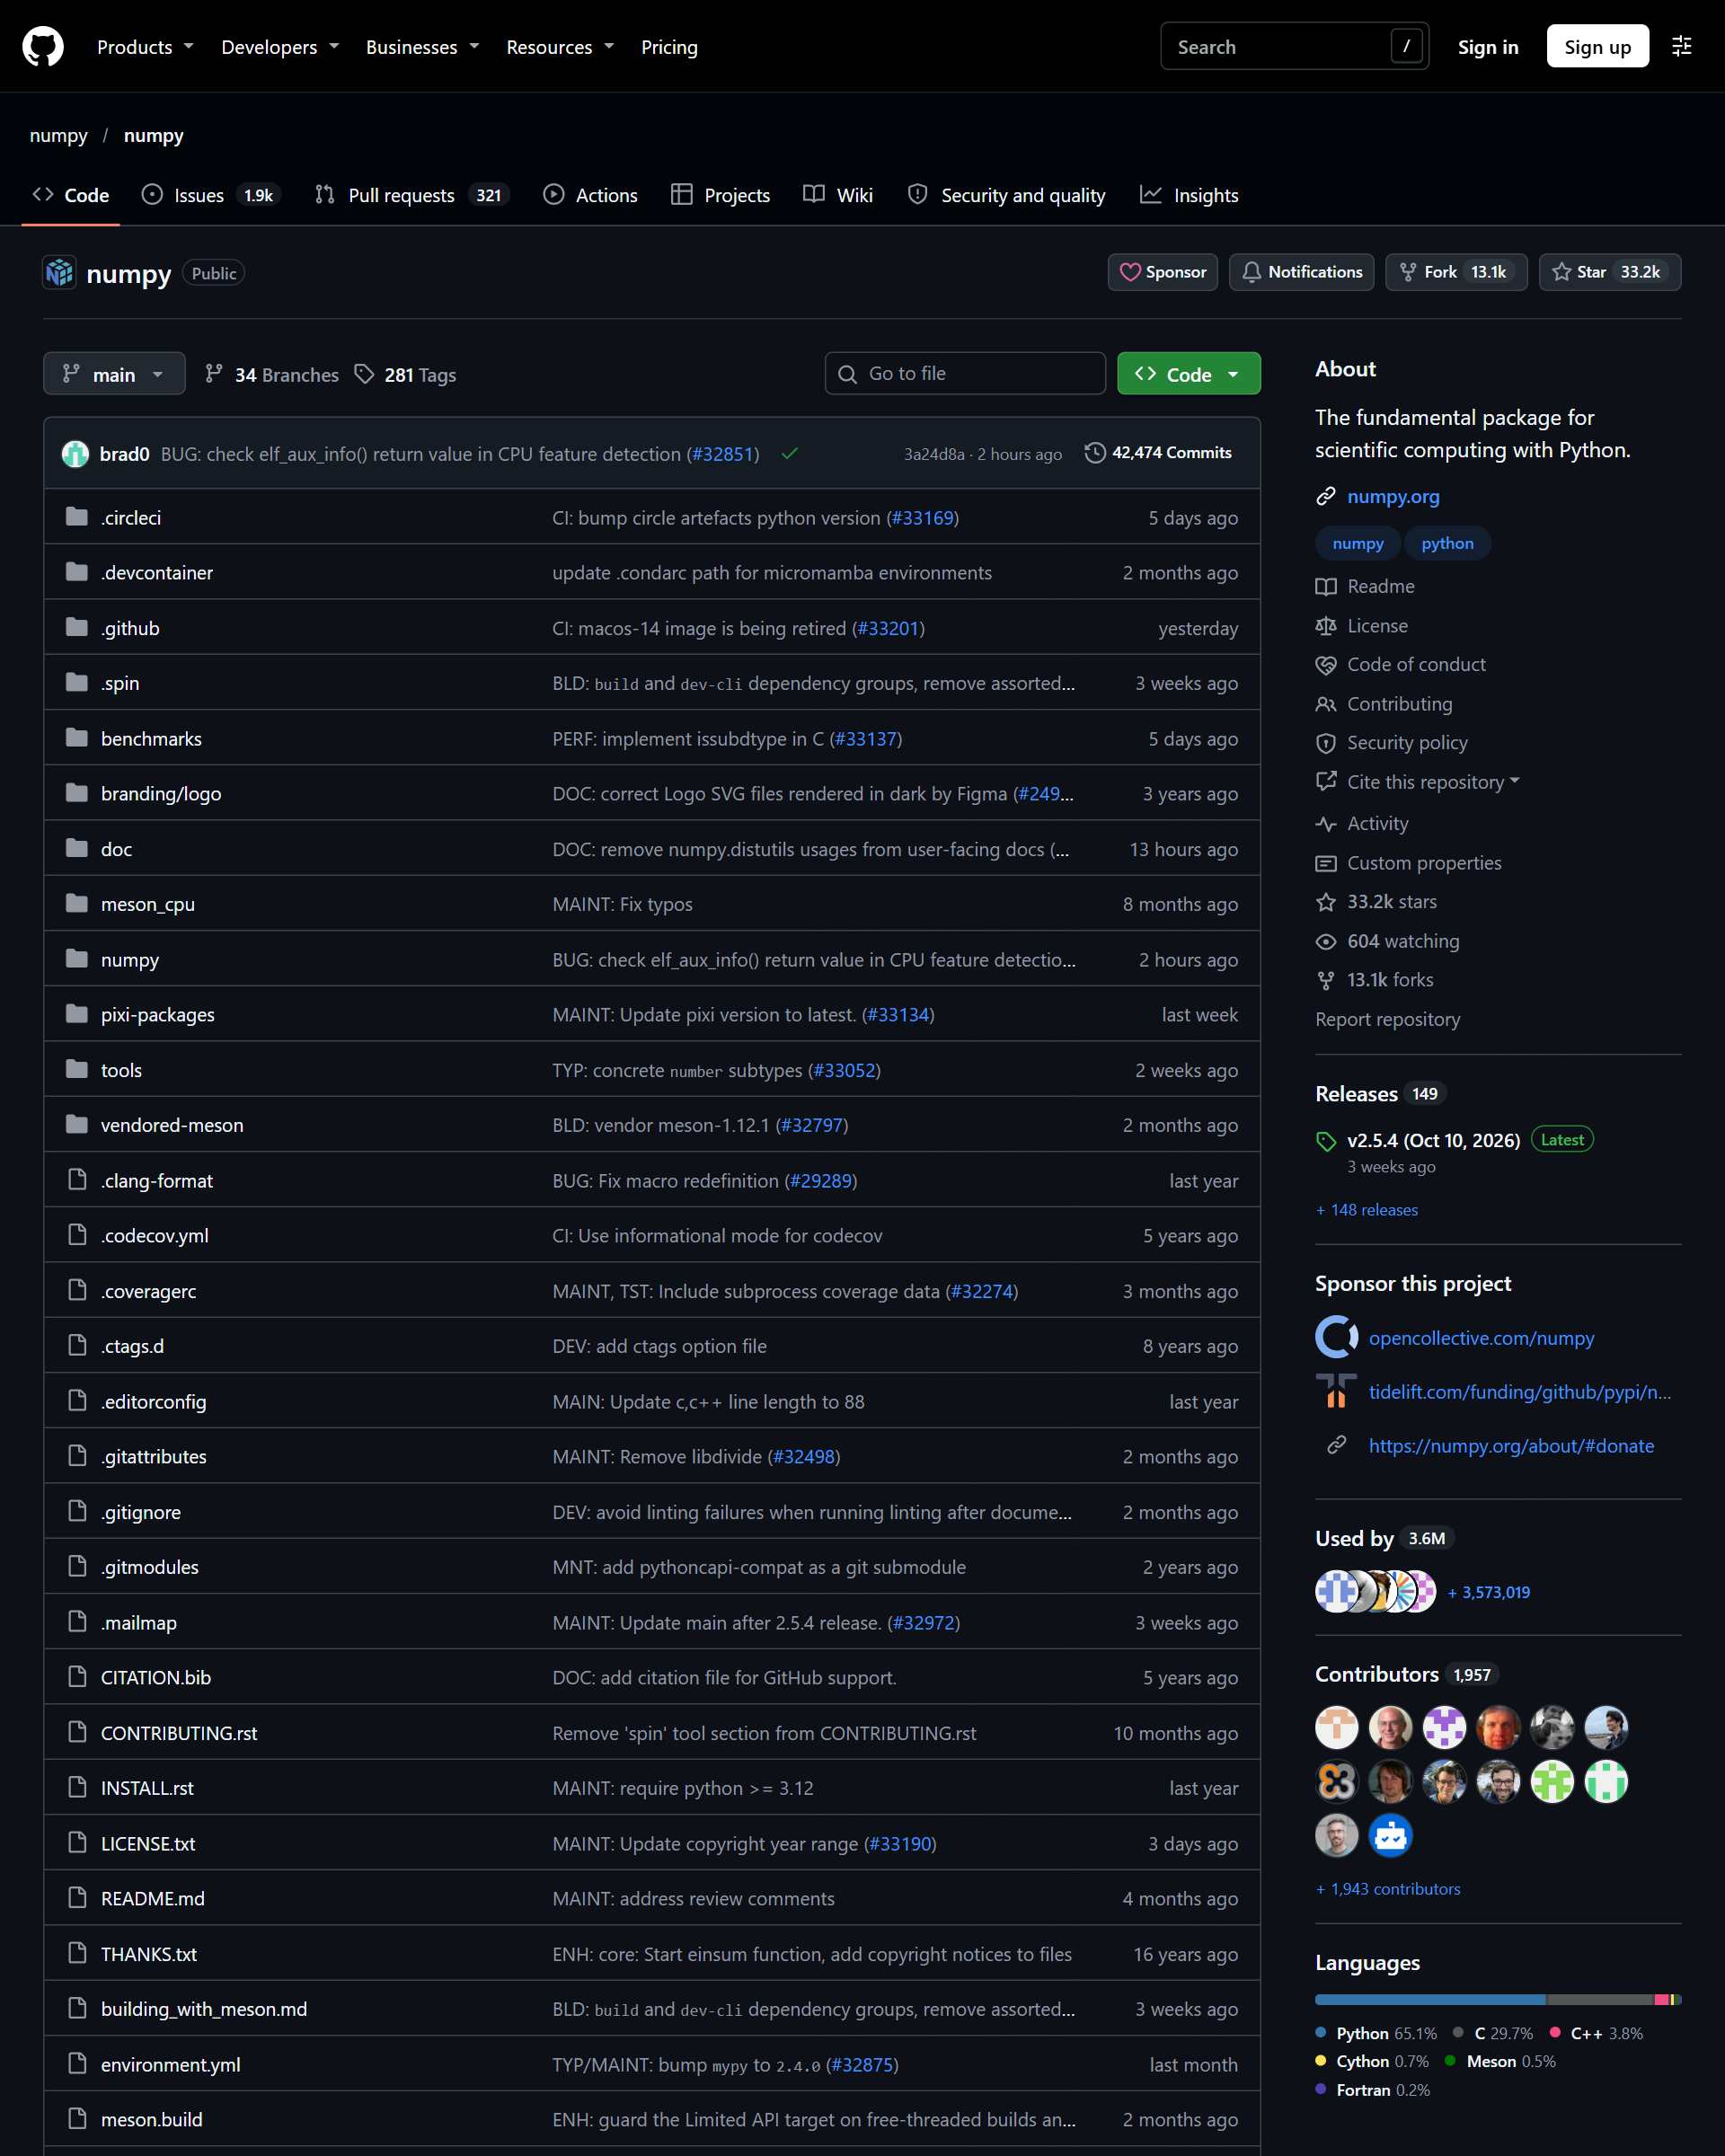 Products Developers Businesses Resources Pricing Search / Sign in Sign up
numpy / numpy
Code Issues 1.9k Pull requests 321 Actions Projects Wiki Security and quality Insights
numpy Public Sponsor Notifications Fork 13.1k Star 33.2k
main 34 Branches 281 Tags Go to file Code
brad0 BUG: check elf_aux_info() return value in CPU feature detection (#32851) 3a24d8a · 2 hours ago 42,474 Commits
.circleci CI: bump circle artefacts python version (#33169) 5 days ago
.devcontainer update .condarc path for micromamba environments 2 months ago
.github CI: macos-14 image is being retired (#33201) yesterday
.spin BLD: build and dev-cli dependency groups, remove assorted... 3 weeks ago
benchmarks PERF: implement issubdtype in C (#33137) 5 days ago
branding/logo DOC: correct Logo SVG files rendered in dark by Figma (#249... 3 years ago
doc DOC: remove numpy.distutils usages from user-facing docs (... 13 hours ago
meson_cpu MAINT: Fix typos 8 months ago
numpy BUG: check elf_aux_info() return value in CPU feature detectio... 2 hours ago
pixi-packages MAINT: Update pixi version to latest. (#33134) last week
tools TYP: concrete number subtypes (#33052) 2 weeks ago
vendored-meson BLD: vendor meson-1.12.1 (#32797) 2 months ago
.clang-format BUG: Fix macro redefinition (#29289) last year
.codecov.yml CI: Use informational mode for codecov 5 years ago
.coveragerc MAINT, TST: Include subprocess coverage data (#32274) 3 months ago
.ctags.d DEV: add ctags option file 8 years ago
.editorconfig MAIN: Update c,c++ line length to 88 last year
.gitattributes MAINT: Remove libdivide (#32498) 2 months ago
.gitignore DEV: avoid linting failures when running linting after docume... 2 months ago
.gitmodules MNT: add pythoncapi-compat as a git submodule 2 years ago
.mailmap MAINT: Update main after 2.5.4 release. (#32972) 3 weeks ago
CITATION.bib DOC: add citation file for GitHub support. 5 years ago
CONTRIBUTING.rst Remove 'spin' tool section from CONTRIBUTING.rst 10 months ago
INSTALL.rst MAINT: require python >= 3.12 last year
LICENSE.txt MAINT: Update copyright year range (#33190) 3 days ago
README.md MAINT: address review comments 4 months ago
THANKS.txt ENH: core: Start einsum function, add copyright notices to files 16 years ago
building_with_meson.md BLD: build and dev-cli dependency groups, remove assorted... 3 weeks ago
environment.yml TYP/MAINT: bump mypy to 2.4.0 (#32875) last month
meson.build ENH: guard the Limited API target on free-threaded builds an... 2 months ago
About
The fundamental package for
scientific computing with Python.
numpy.org
numpy python
Readme
License
Code of conduct
Contributing
Security policy
Cite this repository
Activity
Custom properties
33.2k stars
604 watching
13.1k forks
Report repository
Releases 149
v2.5.4 (Oct 10, 2026) Latest
3 weeks ago
+ 148 releases
Sponsor this project
opencollective.com/numpy
tidelift.com/funding/github/pypi/n...
https://numpy.org/about/#donate
Used by 3.6M
+ 3,573,019
Contributors 1,957
+ 1,943 contributors
Languages
Python 65.1% C 29.7% C++ 3.8%
Cython 0.7% Meson 0.5%
Fortran 0.2%